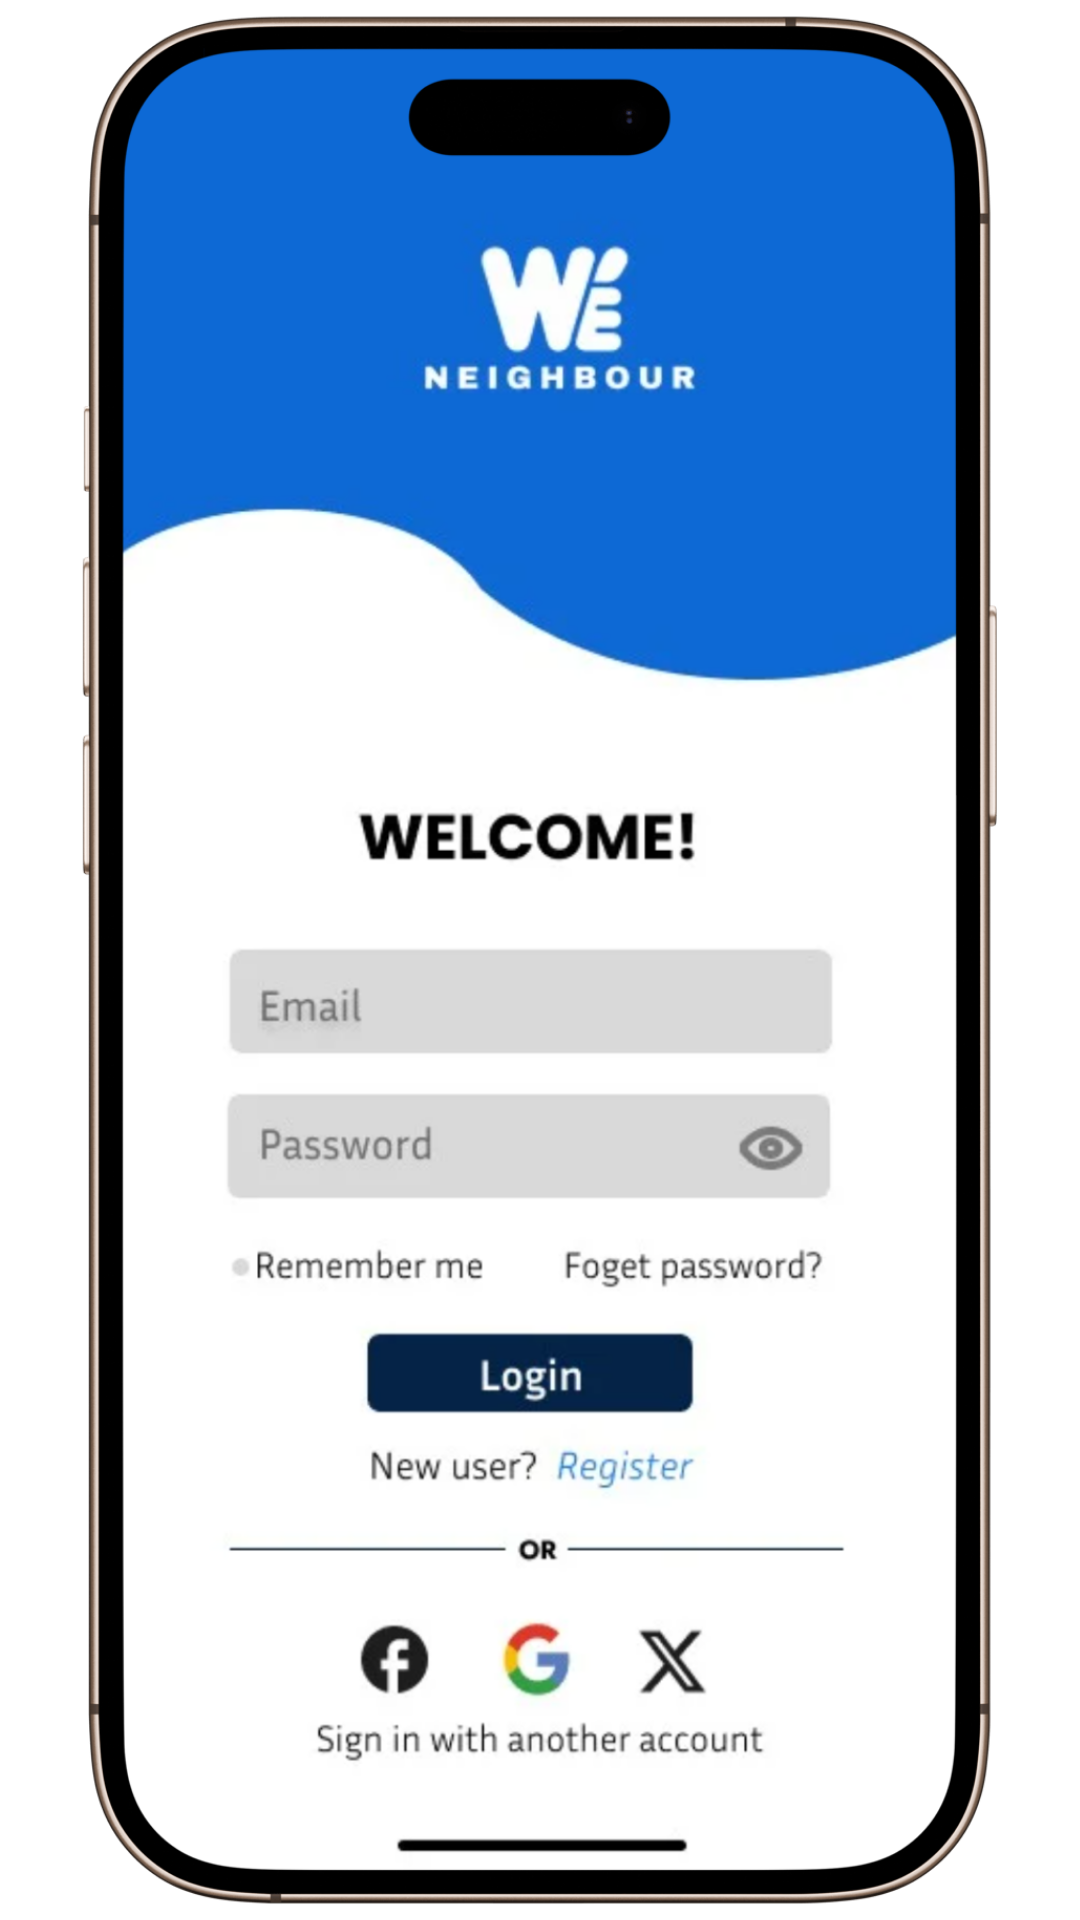 WE
NEIGHBOUR
WELCOME!
Email
Password
Remember me Foget password?
Login
New user? Register
OR
Sign in with another account